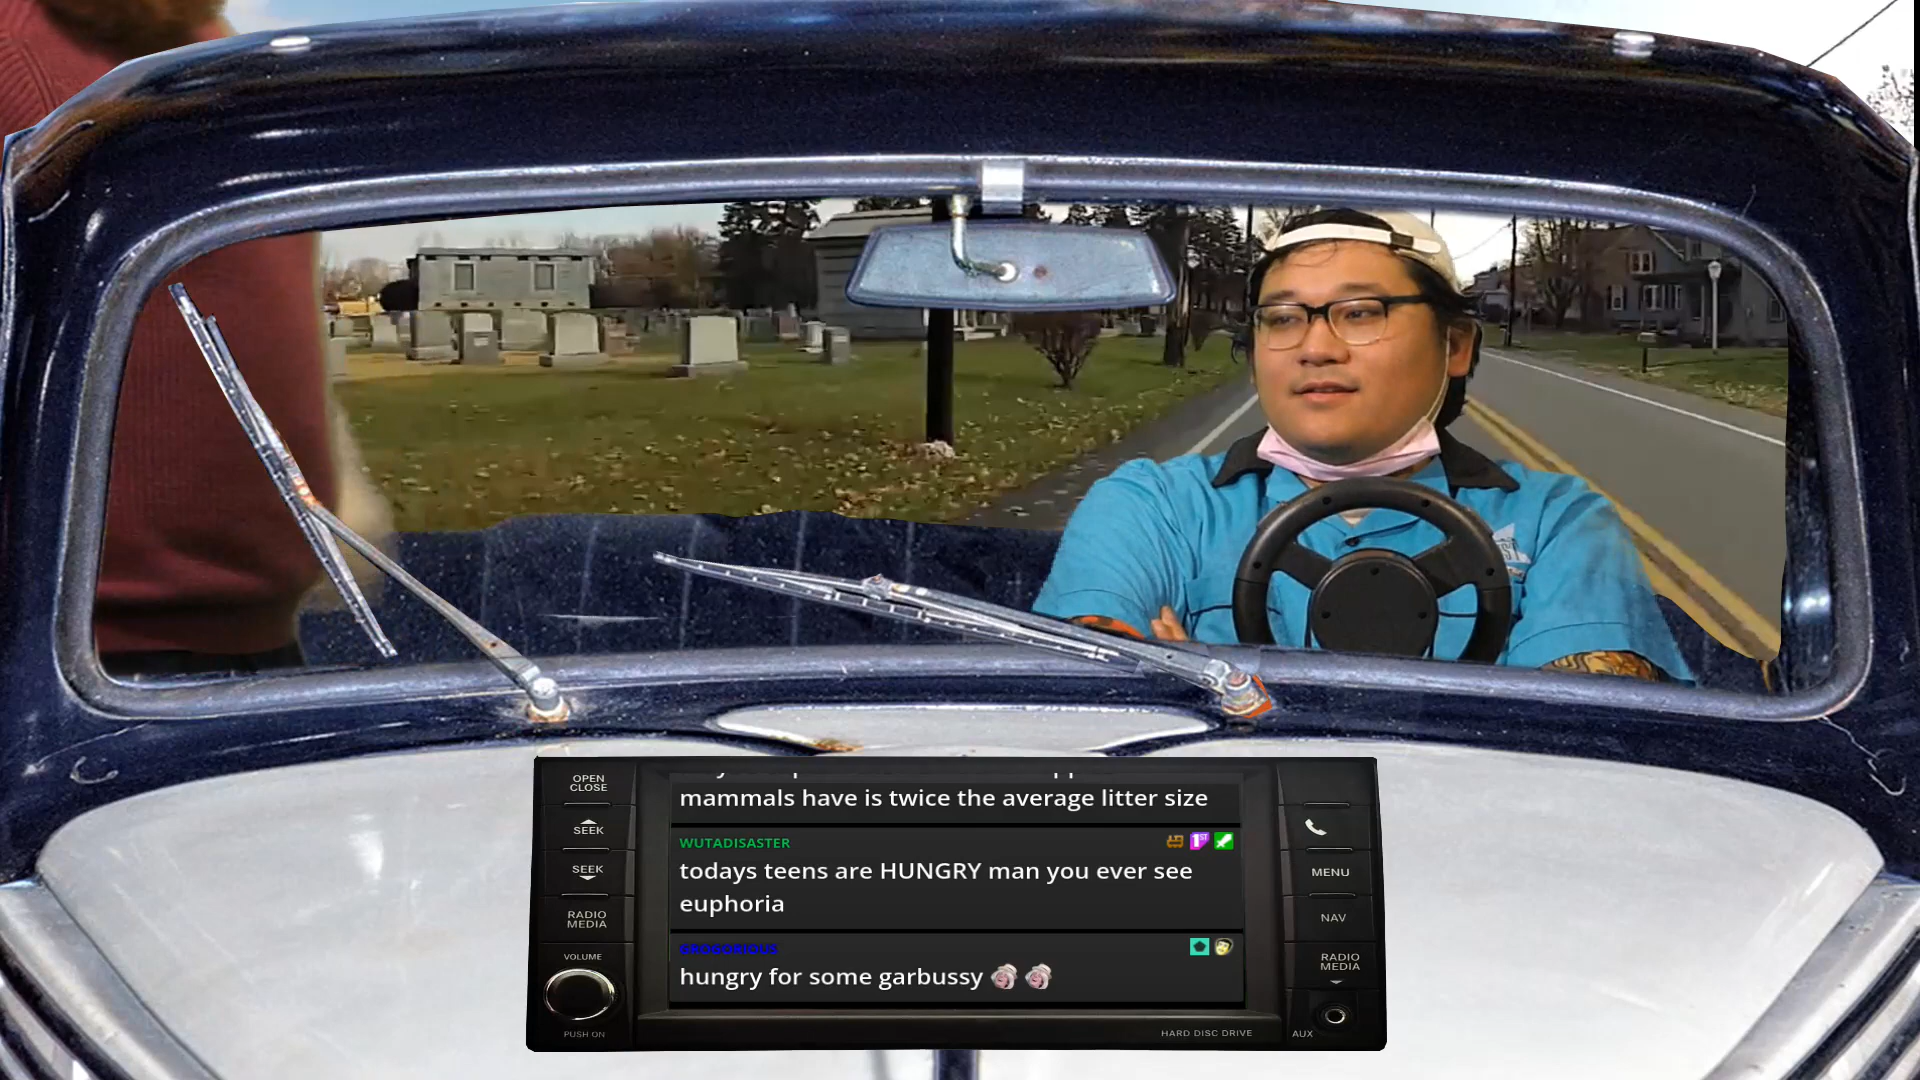 mammals have is twice the average litter size
WUTADISASTER
todays teens are HUNGRY man you ever see
euphoria
GROGORIOUS
hungry for some garbussy
OPEN
CLOSE
SEEK
SEEK
RADIO
MEDIA
VOLUME
PUSH ON
MENU
NAV
RADIO
MEDIA
AUX
HARD DISC DRIVE
1ST